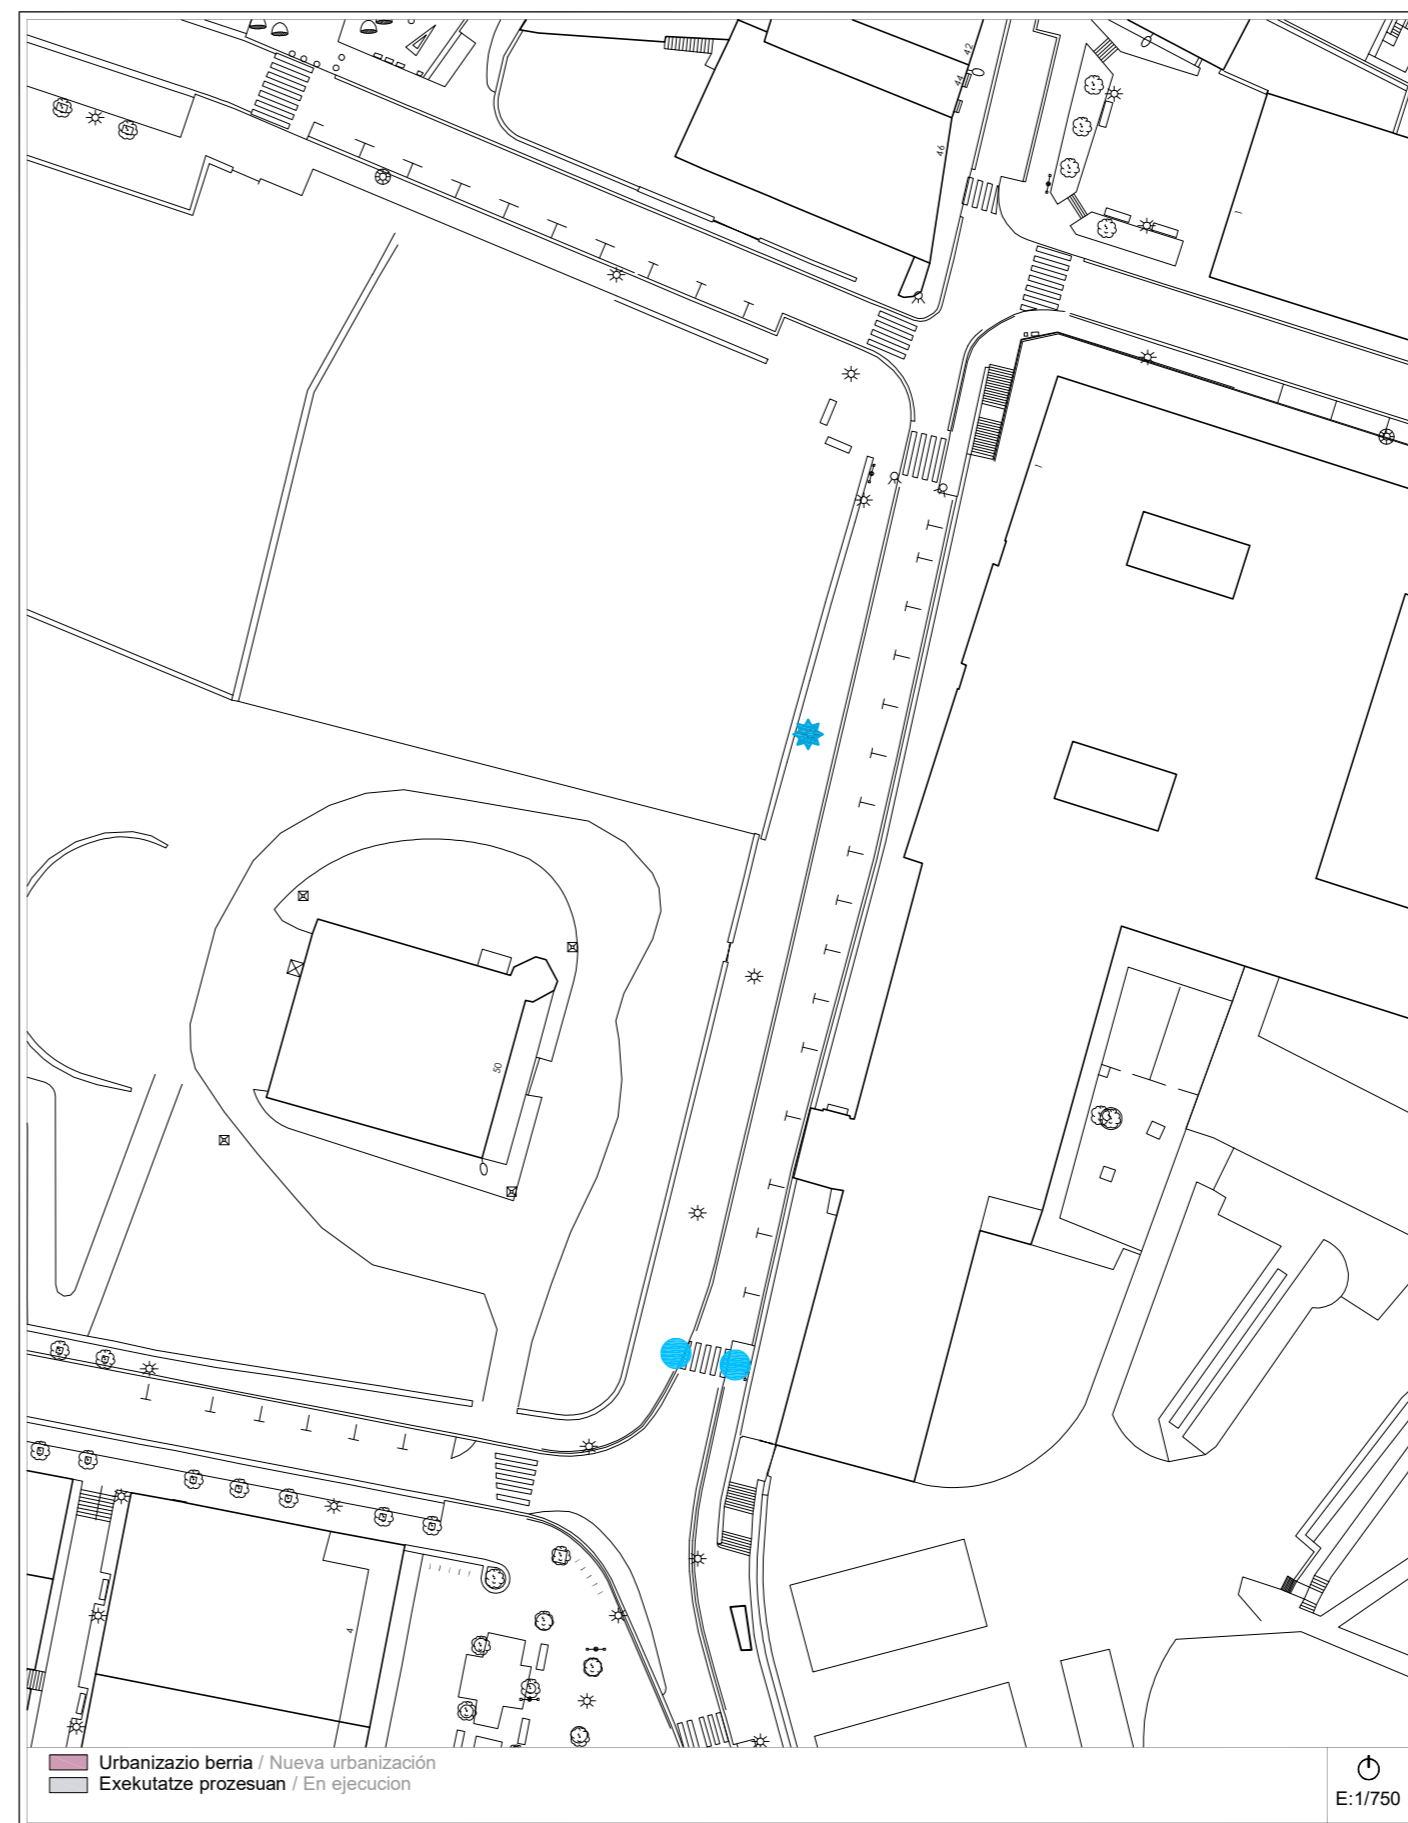 42
44
46
50
4
Urbanizazio berria / Nueva urbanización
Exekutatze prozesuan / En ejecucion
E:1/750